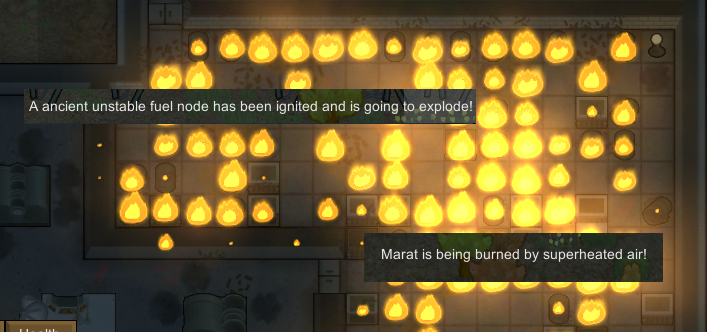 A ancient unstable fuel node has been ignited and is going to explode!
Marat is being burned by superheated air!
Health